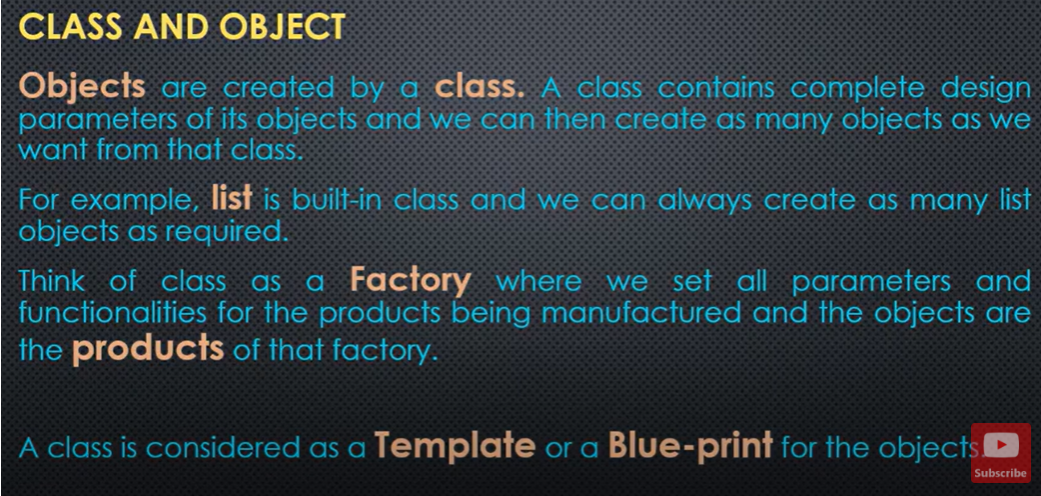 CLASS AND OBJECT
Objects are created by a class. A class contains complete design
parameters of its objects and we can then create as many objects as we
want from that class.
For example, list is built-in class and we can always create as many list
objects as required.
Think of class as a Factory where we set all parameters and
functionalities for the products being manufactured and the objects are
the products of that factory.
A class is considered as a Template or a Blue-print for the objects.
Subscribe